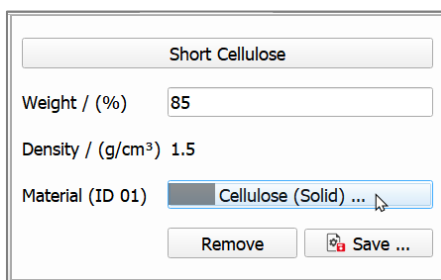 Short Cellulose
Weight / (%) 85
Density / (g/cm³) 1.5
Material (ID 01) Cellulose (Solid) ...
Remove Save ...